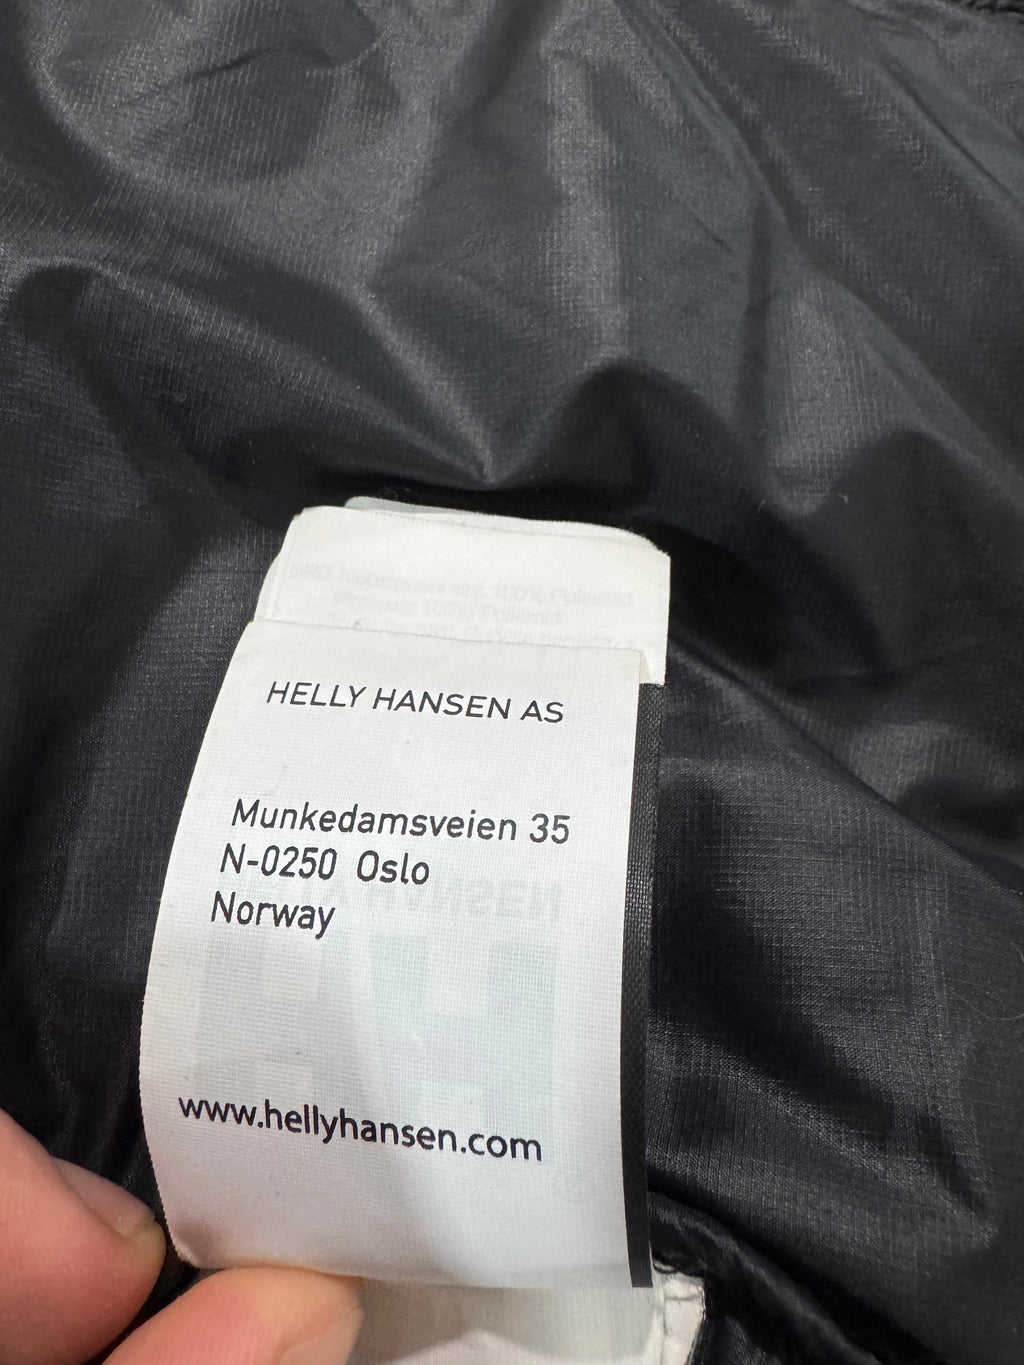 HELLY HANSEN AS
Munkedamsveien 35
N-0250 Oslo
Norway
www.hellyhansen.com